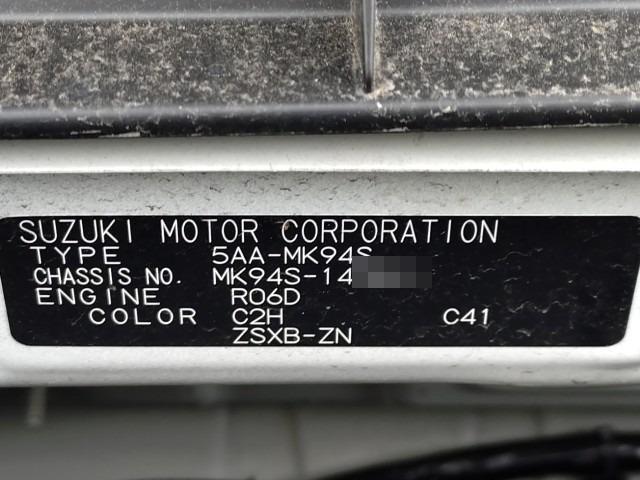 SUZUKI MOTOR CORPORATION
TYPE 5AA-MK94S
CHASSIS NO. MK94S-14
ENGINE R06D
COLOR C2H C41
ZSXB-ZN